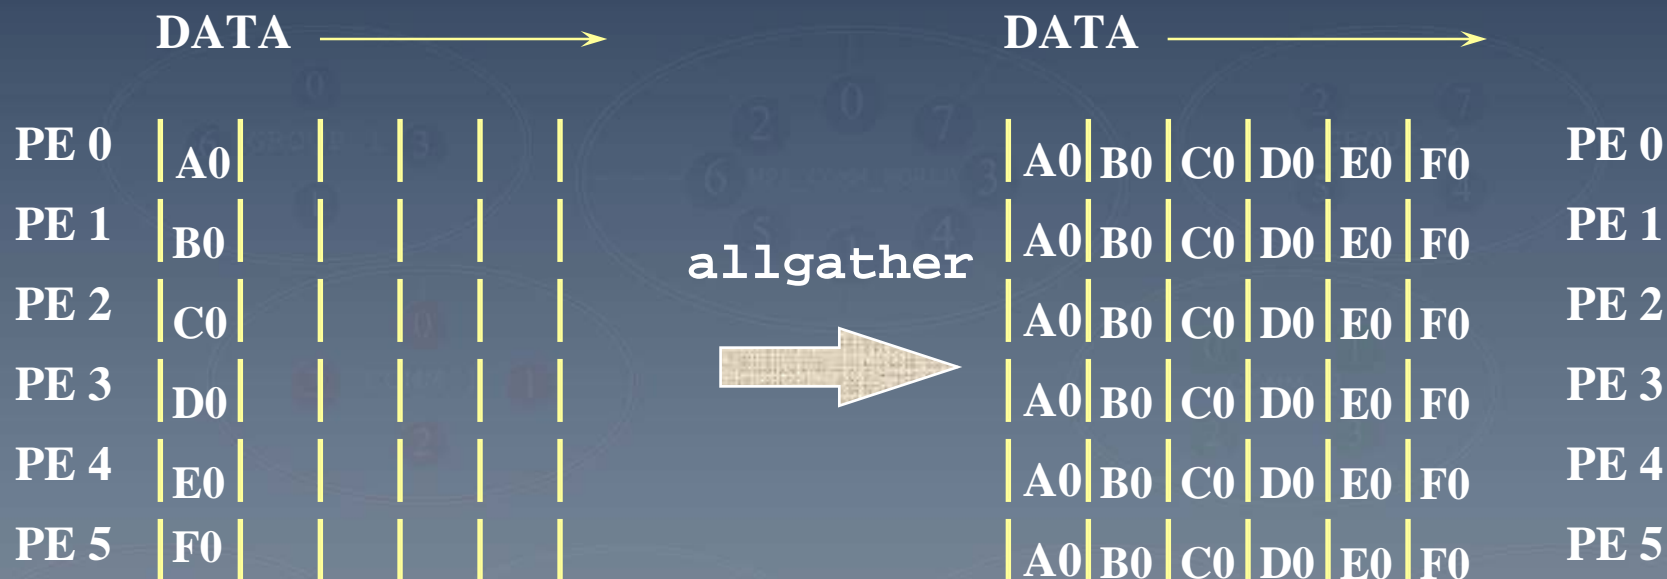 DATA DATA
PE 0 A0 A0 B0 C0 D0 E0 F0 PE 0
PE 1 B0 A0 B0 C0 D0 E0 F0 PE 1
allgather
PE 2 C0 A0 B0 C0 D0 E0 F0 PE 2
PE 3 D0 A0 B0 C0 D0 E0 F0 PE 3
PE 4 E0 A0 B0 C0 D0 E0 F0 PE 4
PE 5 F0 A0 B0 C0 D0 E0 F0 PE 5